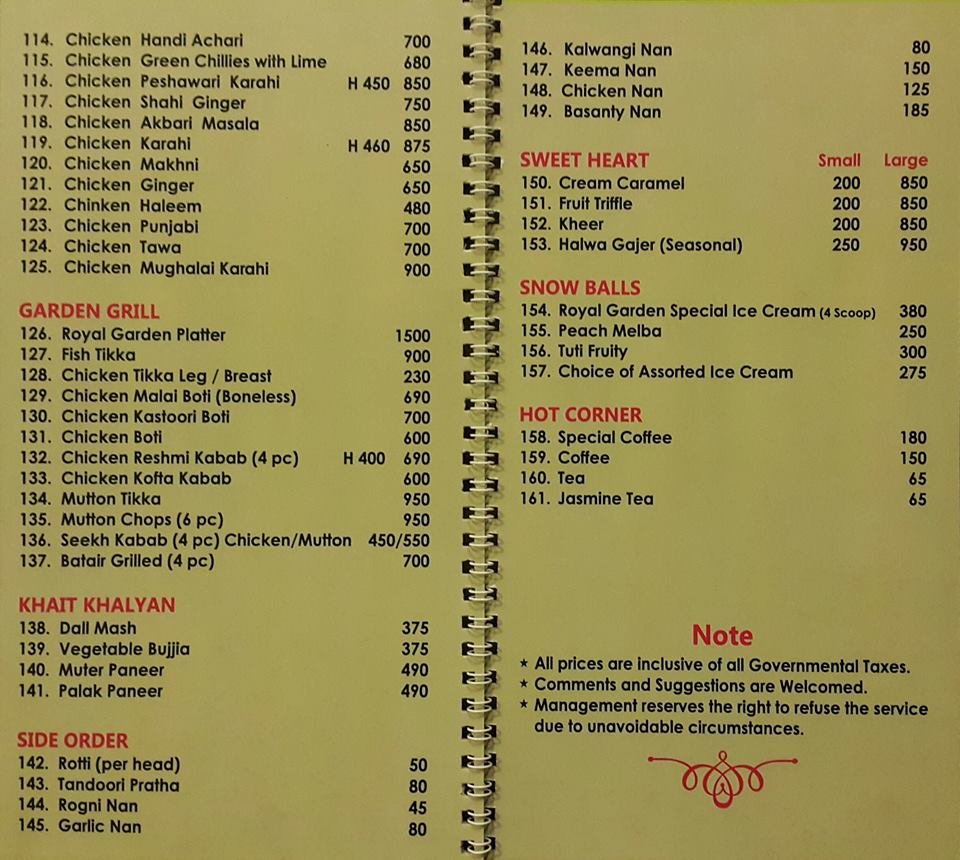 114. Chicken Handi Achari 700
115. Chicken Green Chillies with Lime 680
116. Chicken Peshawari Karahi H 450 850
117. Chicken Shahi Ginger 750
118. Chicken Akbari Masala 850
119. Chicken Karahi H 460 875
120. Chicken Makhni 650
121. Chicken Ginger 650
122. Chinken Haleem 480
123. Chicken Punjabi 700
124. Chicken Tawa 700
125. Chicken Mughalai Karahi 900
GARDEN GRILL
126. Royal Garden Platter 1500
127. Fish Tikka 900
128. Chicken Tikka Leg / Breast 230
129. Chicken Malai Boti (Boneless) 690
130. Chicken Kastoori Boti 700
131. Chicken Boti 600
132. Chicken Reshmi Kabab (4 pc) H 400 690
133. Chicken Kofta Kabab 600
134. Mutton Tikka 950
135. Mutton Chops (6 pc) 950
136. Seekh Kabab (4 pc) Chicken/Mutton 450/550
137. Batair Grilled (4 pc) 700
KHAIT KHALYAN
138. Dall Mash 375
139. Vegetable Bujjia 375
140. Muter Paneer 490
141. Palak Paneer 490
SIDE ORDER
142. Rotti (per head) 50
143. Tandoori Pratha 80
144. Rogni Nan 45
145. Garlic Nan 80
146. Kalwangi Nan 80
147. Keema Nan 150
148. Chicken Nan 125
149. Basanty Nan 185
SWEET HEART Small Large
150. Cream Caramel 200 850
151. Fruit Triffle 200 850
152. Kheer 200 850
153. Halwa Gajer (Seasonal) 250 950
SNOW BALLS
154. Royal Garden Special Ice Cream (4 Scoop) 380
155. Peach Melba 250
156. Tuti Fruity 300
157. Choice of Assorted Ice Cream 275
HOT CORNER
158. Special Coffee 180
159. Coffee 150
160. Tea 65
161. Jasmine Tea 65
Note
★ All prices are inclusive of all Governmental Taxes.
★ Comments and Suggestions are Welcomed.
★ Management reserves the right to refuse the service
due to unavoidable circumstances.